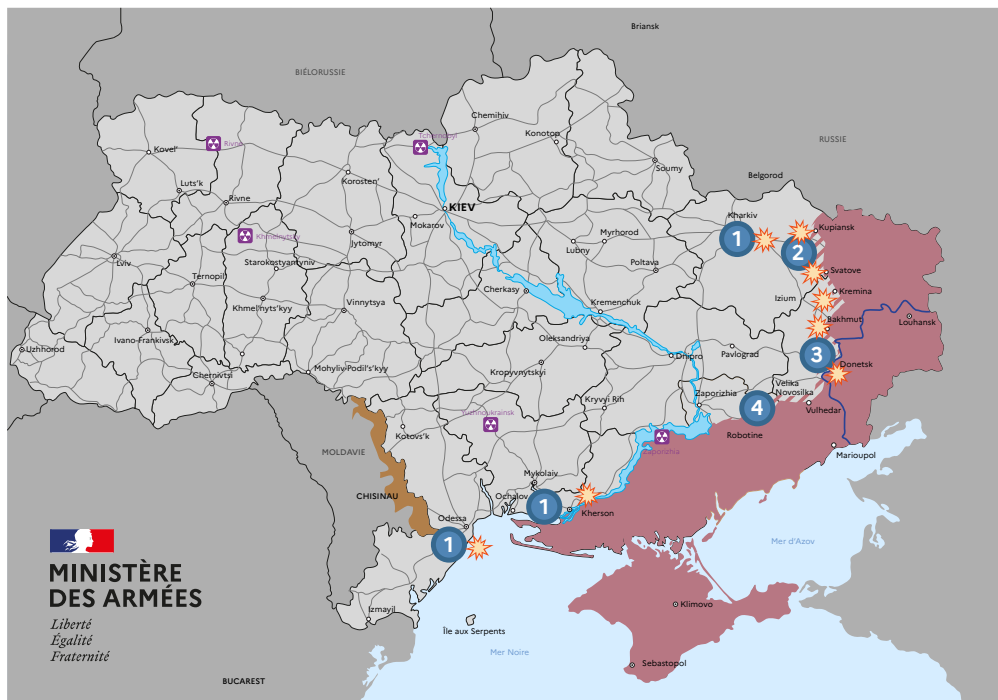 Briansk
BIÉLORUSSIE
Chemihiv
Tchernobyl
Konotop
RUSSIE
Kovel'
Rivne
Soumy
Belgorod
Luts'k
Korosten'
Rivne
KIEV
Kharkiv
Mokarov
Kupiansk
1
2
Khmelnytsky
Jytomyr
Myrhorod
Lubny
Lviv
Starokostyantyniv
Poltava
Svatove
Ternopil'
Cherkasy
Kremina
Izium
Khmel'nyts'kyy
Vinnytsya
Kremenchuk
Bakhmut
Louhansk
Ivano-Frankivsk
Oleksandriya
Uzhhorod
Dnipro
Pavlograd
3
Mohyliv-Podil's'kyy
Kropyvnytskyi
Donetsk
Chernivtsi
Velika
Novosilka
Zaporizhia
Kryvyi Rih
4
Vulhedar
Yuzhnoukrainsk
Kotovs'k
Robotine
MOLDAVIE
Zaporizhia
Marioupol
Mykolaiv
CHISINAU
Ochalov
1
Kherson
Odessa
1
Mer d'Azov
MINISTÈRE
DES ARMÉES
Liberté
Égalité
Fraternité
Klimovo
Izmayil
Île aux Serpents
Mer Noire
Sebastopol
BUCAREST